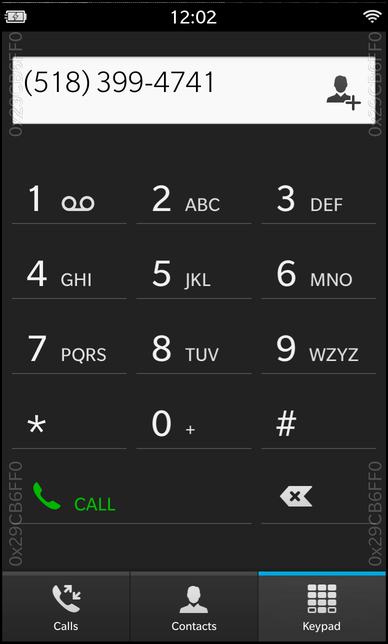 12:02
(518) 399-4741
0x29CB6FF0
0x29CB6FF0
1
2 ABC
3 DEF
4 GHI
5 JKL
6 MNO
7 PQRS
8 TUV
9 WZYZ
*
0 +
#
CALL
0x29CB6FF0
0x29CB6FF0
Calls
Contacts
Keypad